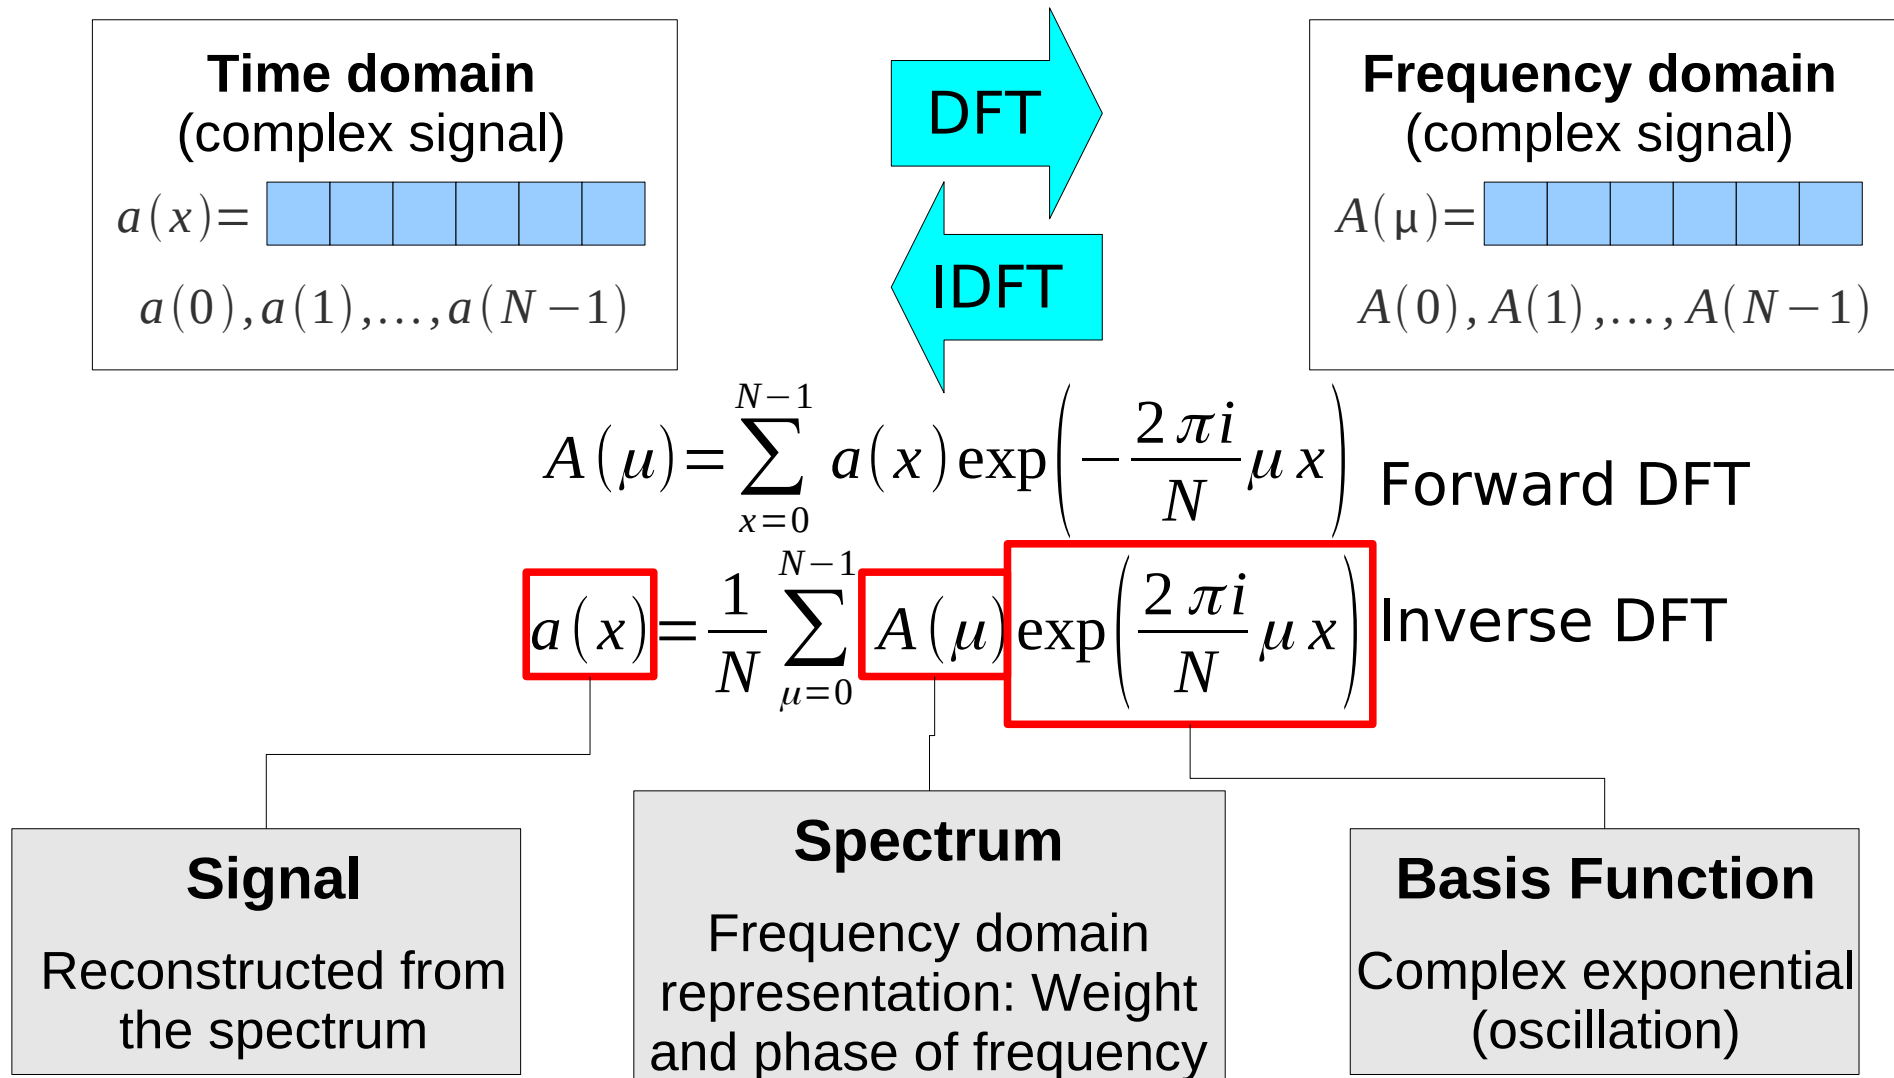 Time domain
(complex signal)
a(x)=
a(0),a(1),...,a(N−1)
DFT
IDFT
Frequency domain
(complex signal)
A(μ)=
A(0), A(1),..., A(N−1)
A(μ)=∑_{x=0}^{N−1} a(x)exp(−(2πi/N)μx) Forward DFT
a(x)=(1/N)∑_{μ=0}^{N−1} A(μ)exp((2πi/N)μx) Inverse DFT
Signal
Reconstructed from
the spectrum
Spectrum
Frequency domain
representation: Weight
and phase of frequency
Basis Function
Complex exponential
(oscillation)